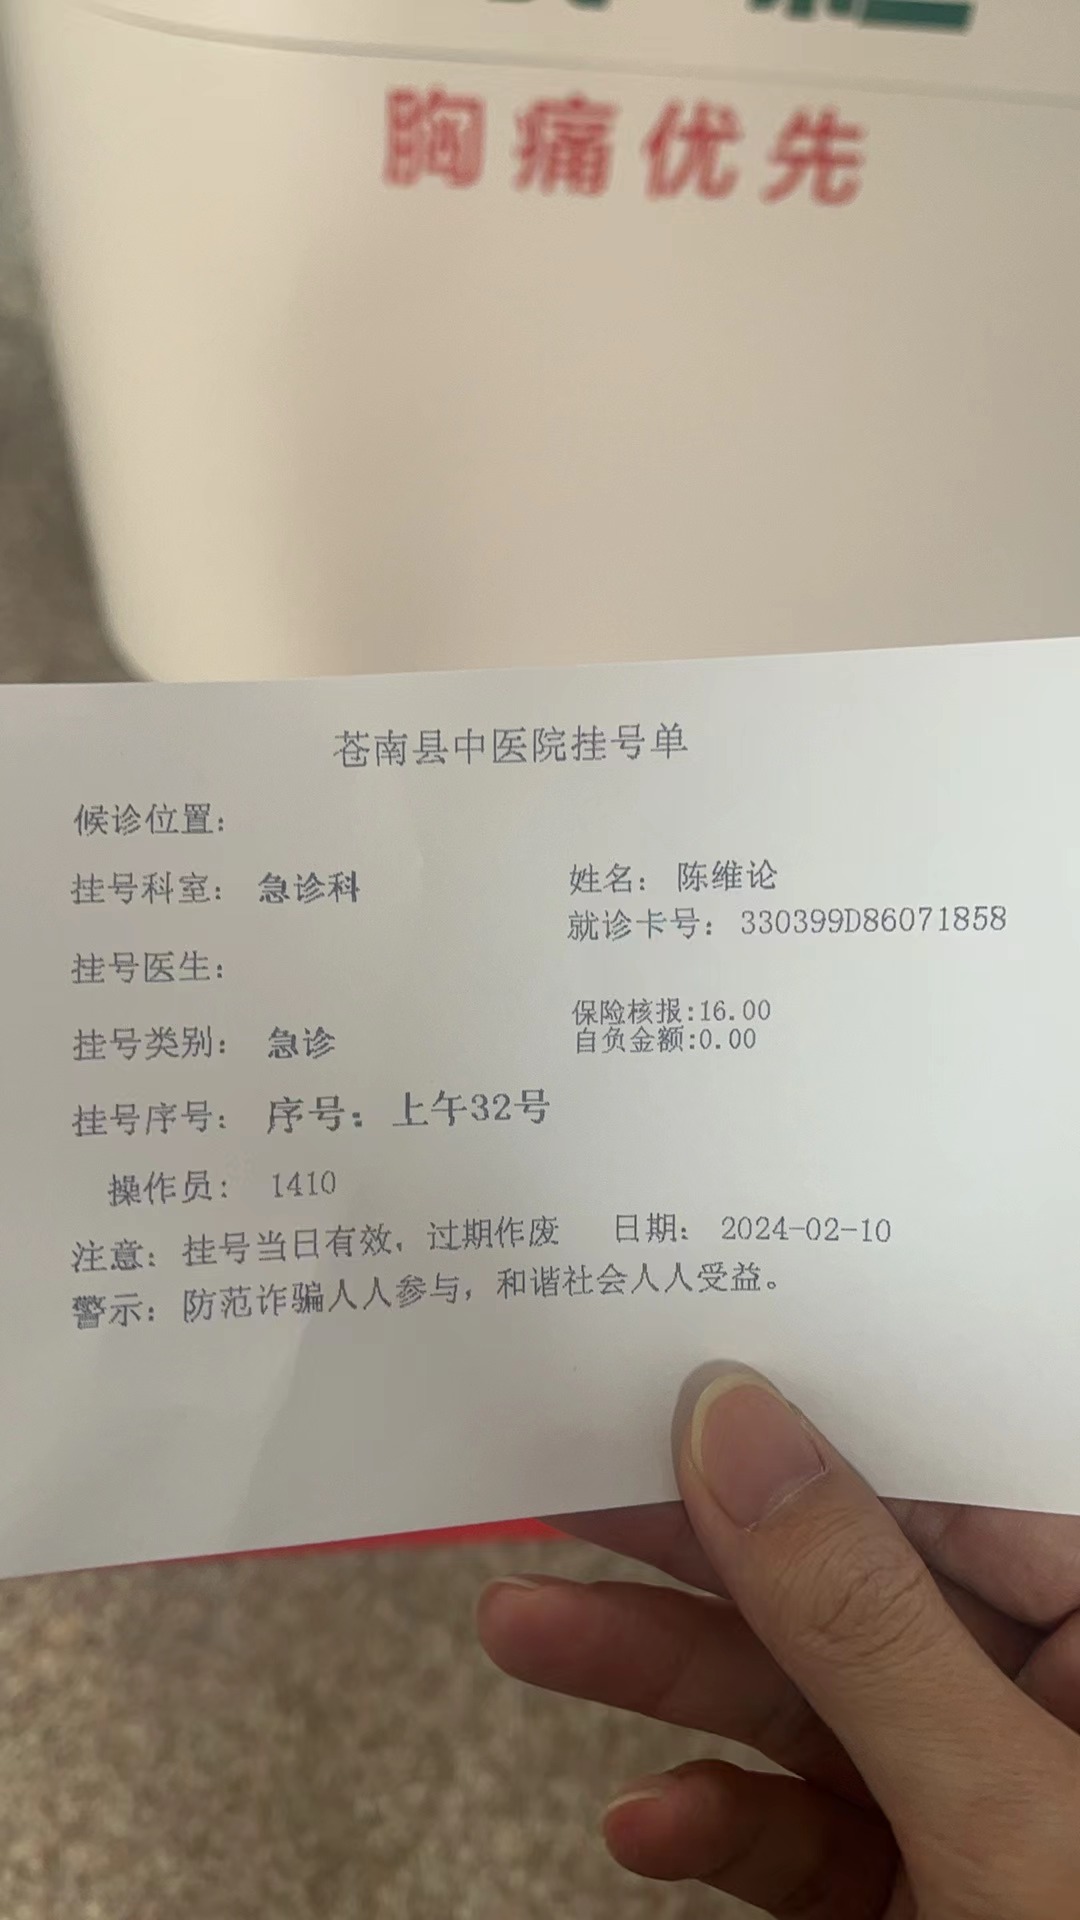 胸痛优先
苍南县中医院挂号单
候诊位置：
挂号科室： 急诊科
姓名： 陈维论
就诊卡号： 330399D86071858
挂号医生：
保险核报:16.00
自负金额:0.00
挂号类别： 急诊
挂号序号： 序号：上午32号
操作员： 1410
注意：挂号当日有效，过期作废 日期： 2024-02-10
警示：防范诈骗人人参与，和谐社会人人受益。